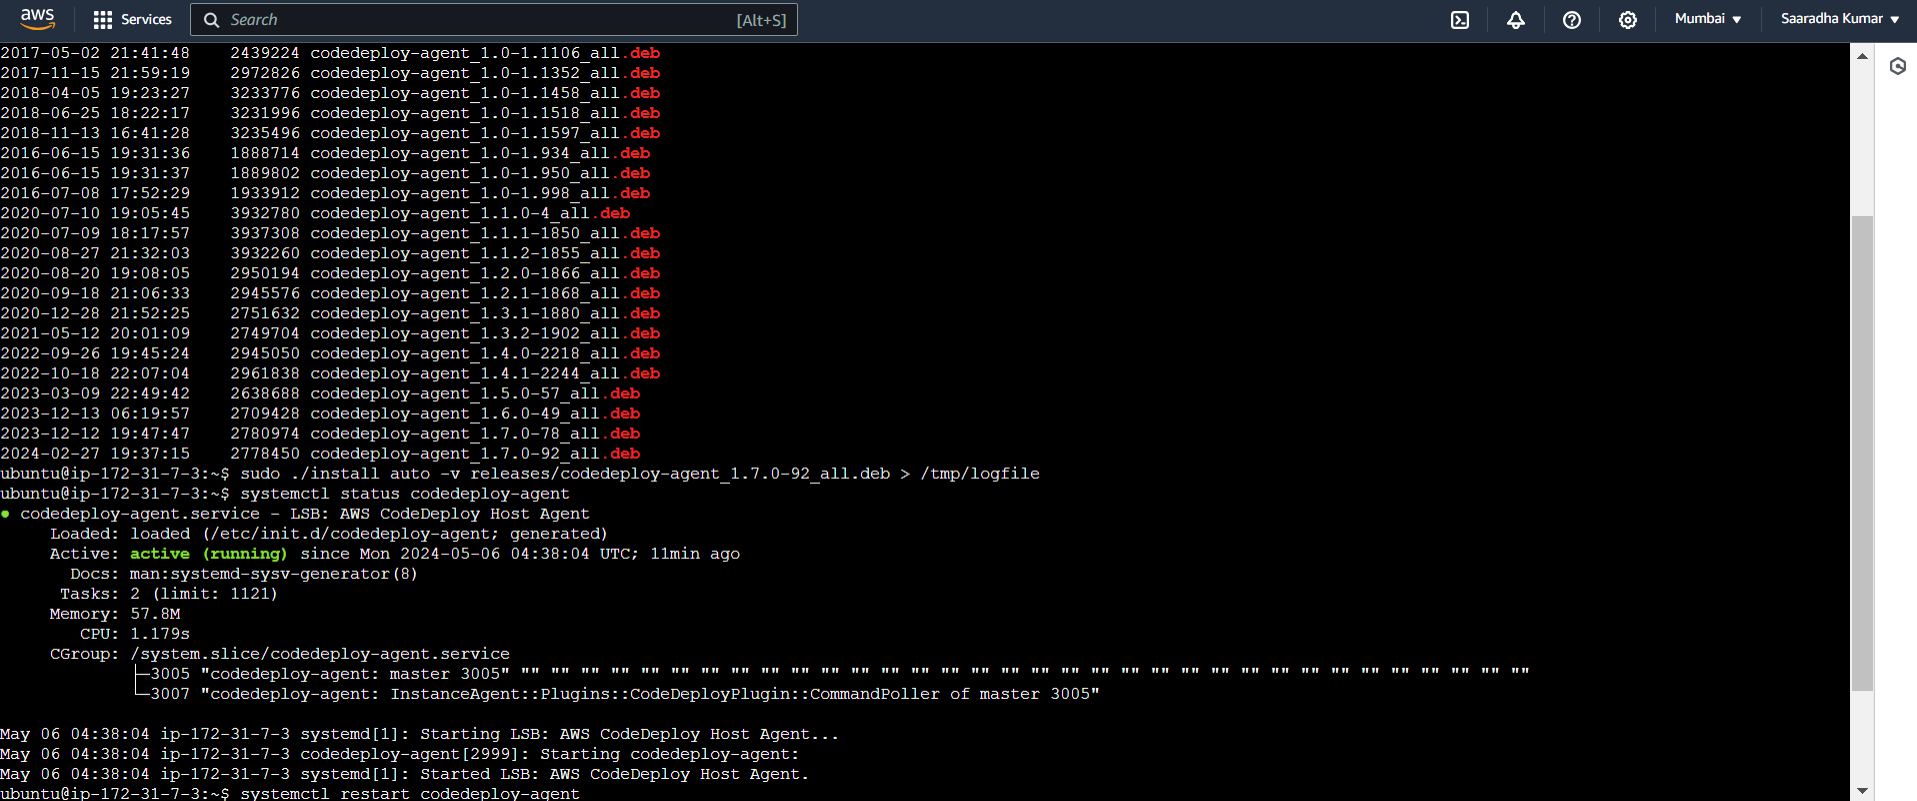 aws Services Search [Alt+S] Mumbai ▼ Saaradha Kumar ▼
2017-05-02 21:41:48    2439224 codedeploy-agent_1.0-1.1106_all.deb
2017-11-15 21:59:19    2972826 codedeploy-agent_1.0-1.1352_all.deb
2018-04-05 19:23:27    3233776 codedeploy-agent_1.0-1.1458_all.deb
2018-06-25 18:22:17    3231996 codedeploy-agent_1.0-1.1518_all.deb
2018-11-13 16:41:28    3235496 codedeploy-agent_1.0-1.1597_all.deb
2016-06-15 19:31:36    1888714 codedeploy-agent_1.0-1.934_all.deb
2016-06-15 19:31:37    1889802 codedeploy-agent_1.0-1.950_all.deb
2016-07-08 17:52:29    1933912 codedeploy-agent_1.0-1.998_all.deb
2020-07-10 19:05:45    3932780 codedeploy-agent_1.1.0-4_all.deb
2020-07-09 18:17:57    3937308 codedeploy-agent_1.1.1-1850_all.deb
2020-08-27 21:32:03    3932260 codedeploy-agent_1.1.2-1855_all.deb
2020-08-20 19:08:05    2950194 codedeploy-agent_1.2.0-1866_all.deb
2020-09-18 21:06:33    2945576 codedeploy-agent_1.2.1-1868_all.deb
2020-12-28 21:52:25    2751632 codedeploy-agent_1.3.1-1880_all.deb
2021-05-12 20:01:09    2749704 codedeploy-agent_1.3.2-1902_all.deb
2022-09-26 19:45:24    2945050 codedeploy-agent_1.4.0-2218_all.deb
2022-10-18 22:07:04    2961838 codedeploy-agent_1.4.1-2244_all.deb
2023-03-09 22:49:42    2638688 codedeploy-agent_1.5.0-57_all.deb
2023-12-13 06:19:57    2709428 codedeploy-agent_1.6.0-49_all.deb
2023-12-12 19:47:47    2780974 codedeploy-agent_1.7.0-78_all.deb
2024-02-27 19:37:15    2778450 codedeploy-agent_1.7.0-92_all.deb
ubuntu@ip-172-31-7-3:~$ sudo ./install auto -v releases/codedeploy-agent_1.7.0-92_all.deb > /tmp/logfile
ubuntu@ip-172-31-7-3:~$ systemctl status codedeploy-agent
● codedeploy-agent.service - LSB: AWS CodeDeploy Host Agent
     Loaded: loaded (/etc/init.d/codedeploy-agent; generated)
     Active: active (running) since Mon 2024-05-06 04:38:04 UTC; 11min ago
       Docs: man:systemd-sysv-generator(8)
      Tasks: 2 (limit: 1121)
     Memory: 57.8M
        CPU: 1.179s
     CGroup: /system.slice/codedeploy-agent.service
             ├─3005 "codedeploy-agent: master 3005" "" "" "" "" "" "" "" "" "" "" "" "" "" "" "" "" "" "" "" "" "" "" "" "" "" "" "" "" "" "" "" "" "" ""
             └─3007 "codedeploy-agent: InstanceAgent::Plugins::CodeDeployPlugin::CommandPoller of master 3005"
May 06 04:38:04 ip-172-31-7-3 systemd[1]: Starting LSB: AWS CodeDeploy Host Agent...
May 06 04:38:04 ip-172-31-7-3 codedeploy-agent[2999]: Starting codedeploy-agent:
May 06 04:38:04 ip-172-31-7-3 systemd[1]: Started LSB: AWS CodeDeploy Host Agent.
ubuntu@ip-172-31-7-3:~$ systemctl restart codedeploy-agent